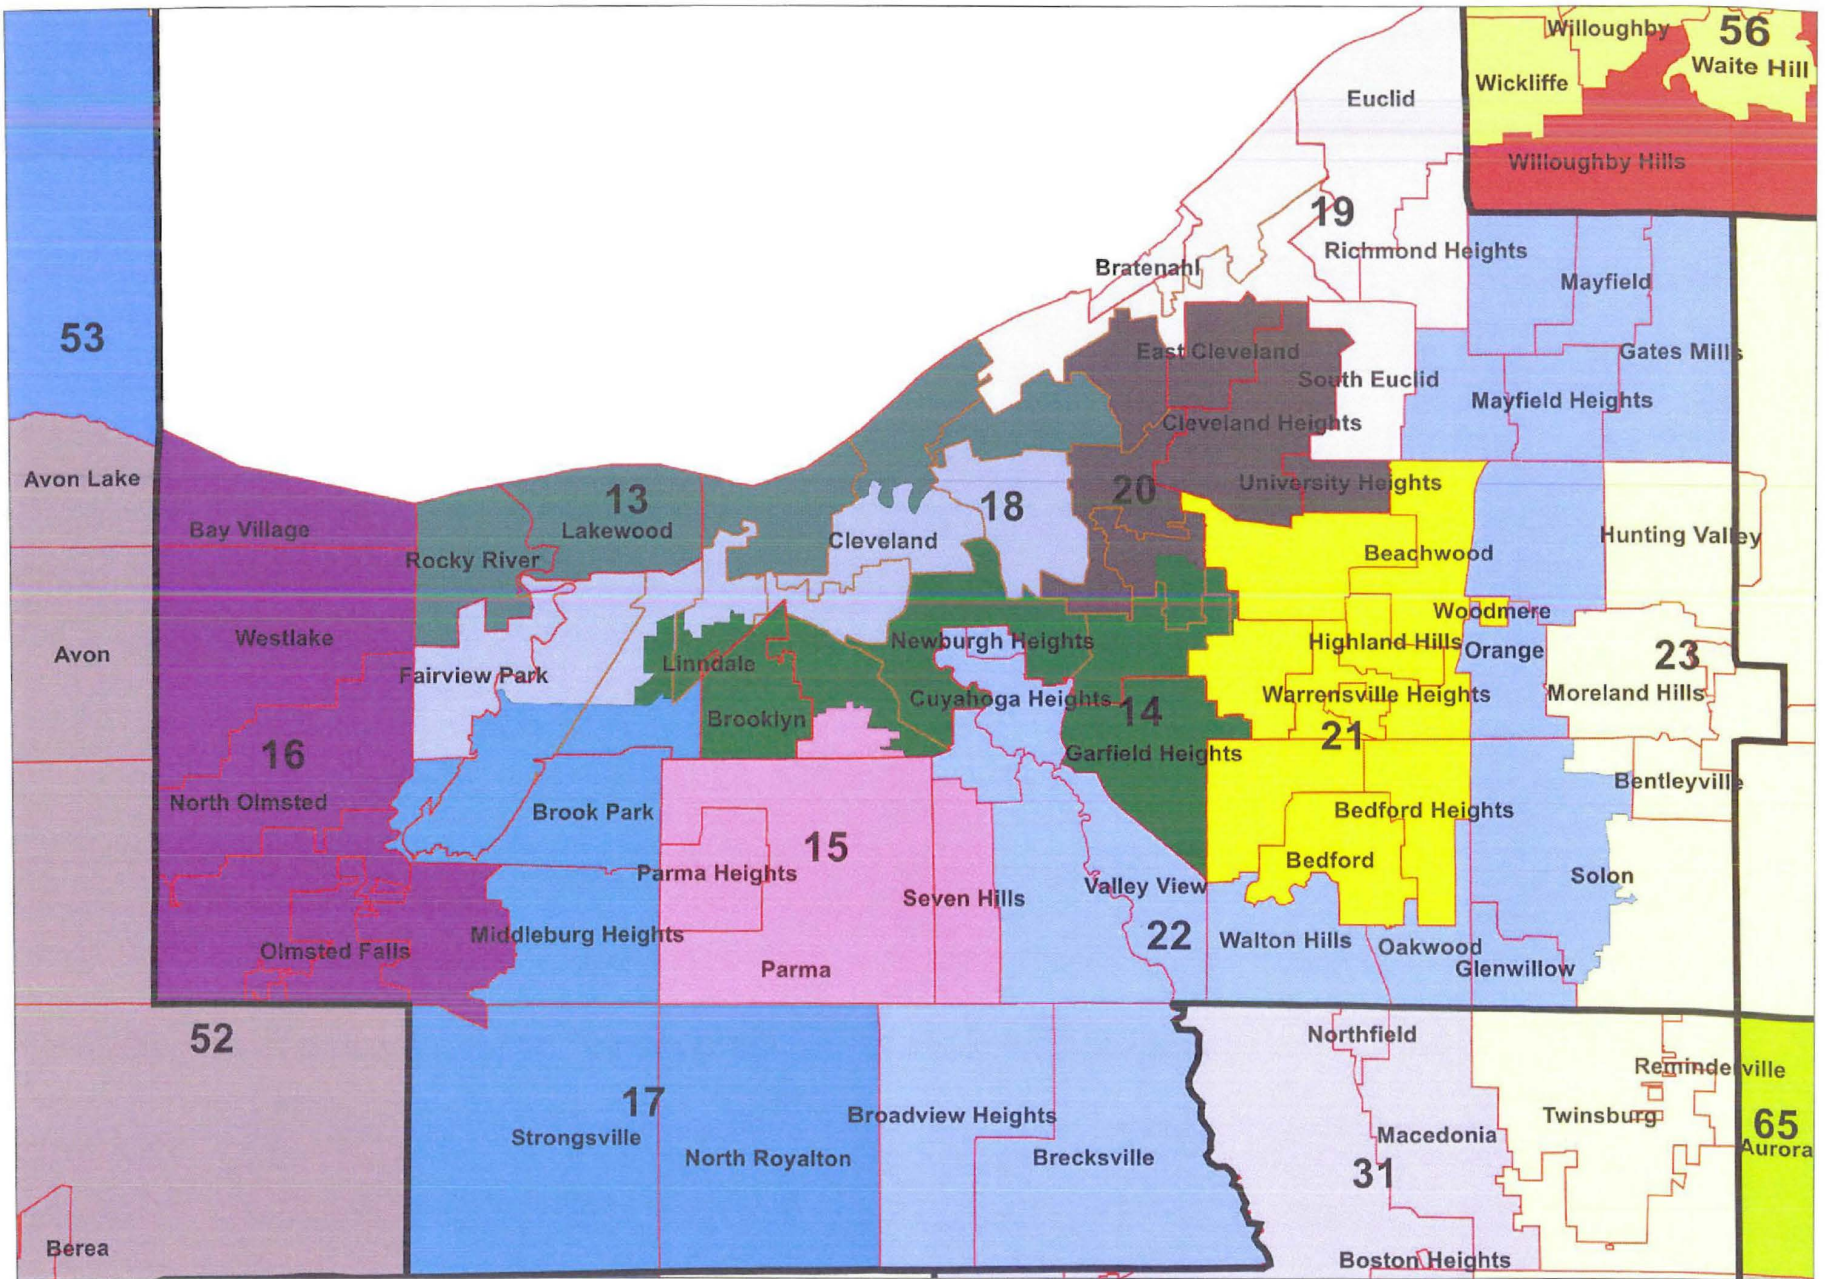 Willoughby
56
Waite Hill
Wickliffe
Euclid
Willoughby Hills
19
Richmond Heights
Bratenahl
Mayfield
53
East Cleveland
Gates Mills
South Euclid
Mayfield Heights
Cleveland Heights
Avon Lake
University Heights
20
13
18
Bay Village
Lakewood
Cleveland
Hunting Valley
Rocky River
Beachwood
Woodmere
Westlake
Newburgh Heights
Highland Hills
Orange
23
Avon
Linndale
Fairview Park
Cuyahoga Heights
Warrensville Heights
Moreland Hills
14
Brooklyn
21
16
Garfield Heights
Bentleyville
North Olmsted
Brook Park
Bedford Heights
15
Parma Heights
Bedford
Solon
Valley View
Seven Hills
Middleburg Heights
22
Walton Hills
Oakwood
Olmsted Falls
Parma
Glenwillow
52
Northfield
Reminderville
17
Broadview Heights
Twinsburg
65
Strongsville
Macedonia
Aurora
North Royalton
Brecksville
31
Berea
Boston Heights